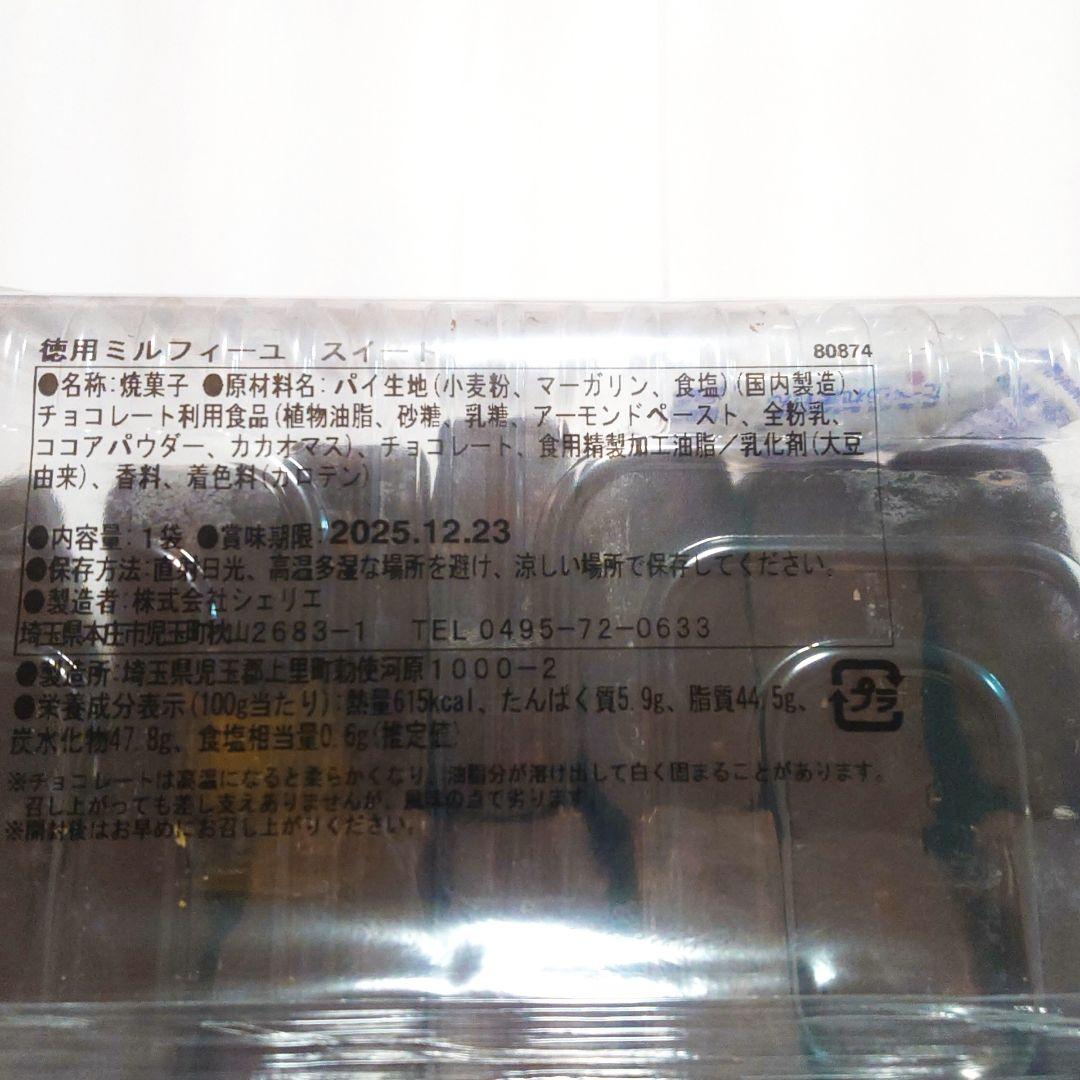 徳用ミルフィーユ スイート
80874
●名称:焼菓子 ●原材料名:パイ生地(小麦粉、マーガリン、食塩)(国内製造)、
チョコレート利用食品(植物油脂、砂糖、乳糖、アーモンドペースト、全粉乳、
ココアパウダー、カカオマス)、チョコレート、食用精製加工油脂/乳化剤(大豆
由来)、香料、着色料(カロテン)
●内容量:1袋 ●賞味期限:2025.12.23
●保存方法:直射日光、高温多湿な場所を避け、涼しい場所で保存してください。
●製造者:株式会社シェリエ
埼玉県本庄市児玉町秋山2683-1 TEL 0495-72-0633
●製造所:埼玉県児玉郡上里町勅使河原1000-2
●栄養成分表示(100g当たり):熱量615kcal、たんぱく質5.9g、脂質44.5g、
炭水化物47.8g、食塩相当量0.6g(推定値)
プラ
※チョコレートは高温になると柔らかくなり、油脂分が溶け出して白く固まることがあります。
召し上がっても差し支えありませんが、風味の点で劣ります。
※開封後はお早めにお召し上がりください。